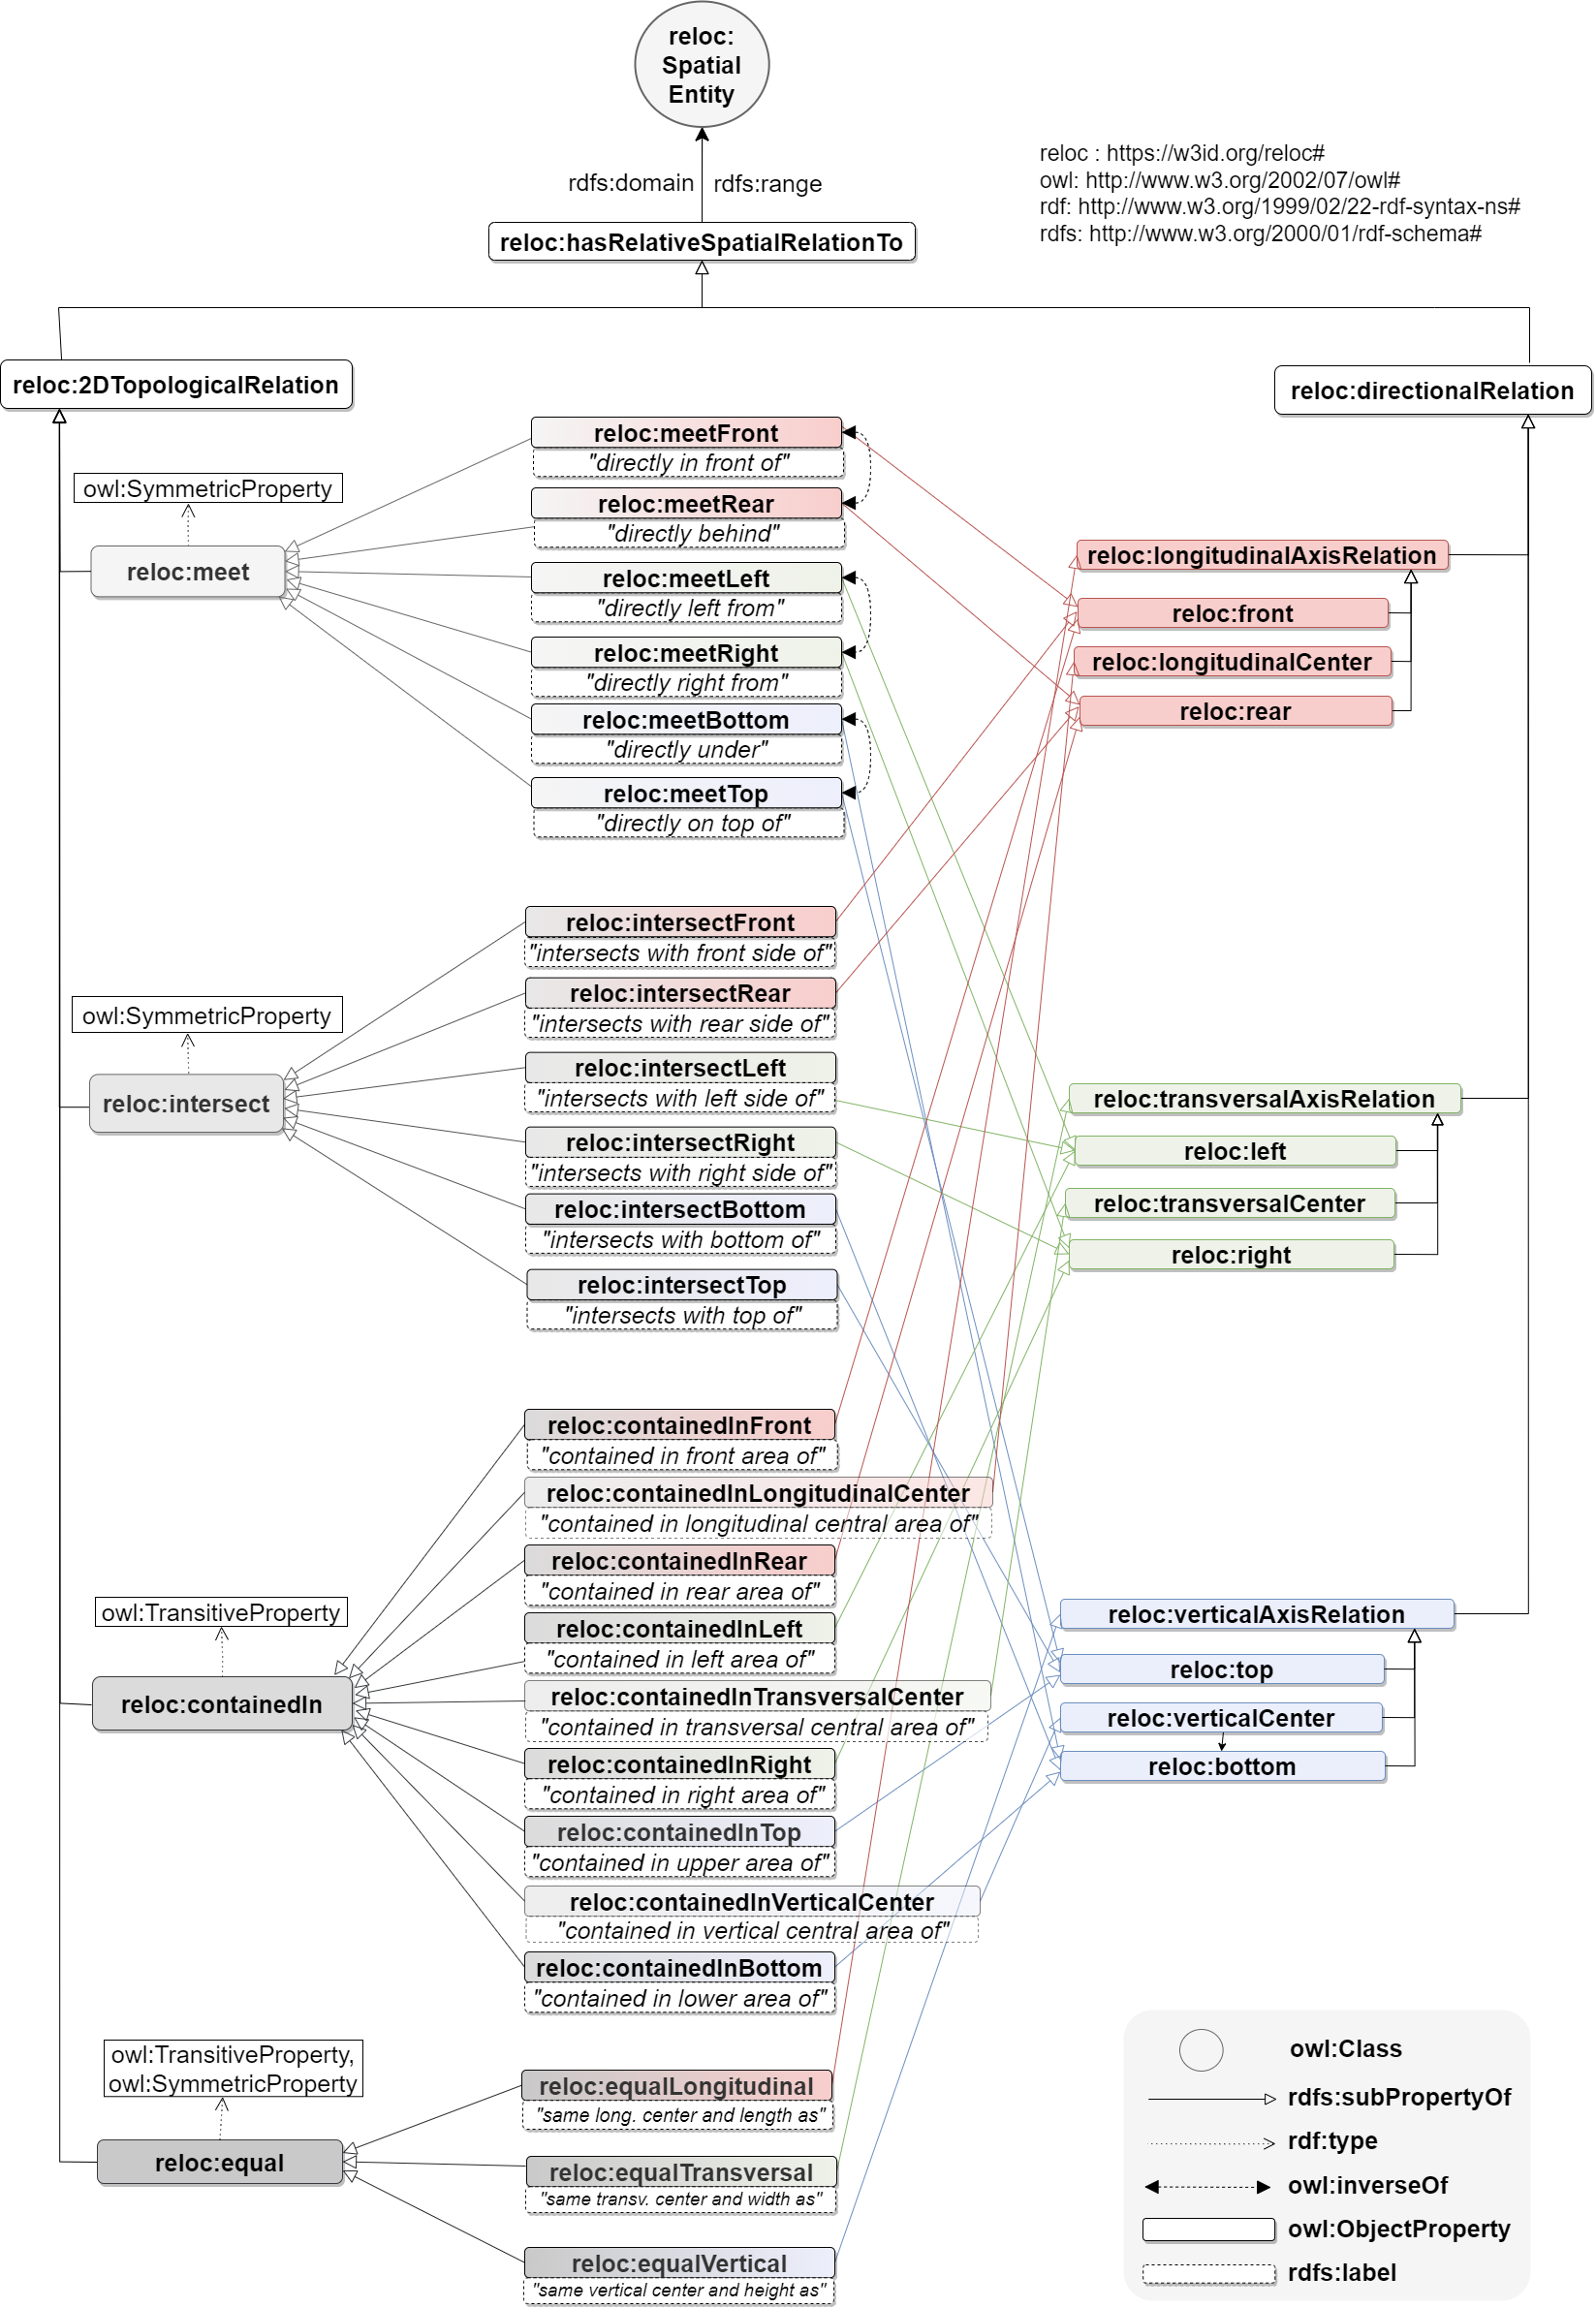 reloc:
Spatial
Entity
rdfs:domain
rdfs:range
reloc : https://w3id.org/reloc#
owl: http://www.w3.org/2002/07/owl#
rdf: http://www.w3.org/1999/02/22-rdf-syntax-ns#
rdfs: http://www.w3.org/2000/01/rdf-schema#
reloc:hasRelativeSpatialRelationTo
reloc:2DTopologicalRelation
reloc:directionalRelation
owl:SymmetricProperty
reloc:meet
reloc:meetFront
"directly in front of"
reloc:meetRear
"directly behind"
reloc:meetLeft
"directly left from"
reloc:meetRight
"directly right from"
reloc:meetBottom
"directly under"
reloc:meetTop
"directly on top of"
reloc:longitudinalAxisRelation
reloc:front
reloc:longitudinalCenter
reloc:rear
owl:SymmetricProperty
reloc:intersect
reloc:intersectFront
"intersects with front side of"
reloc:intersectRear
"intersects with rear side of"
reloc:intersectLeft
"intersects with left side of"
reloc:intersectRight
"intersects with right side of"
reloc:intersectBottom
"intersects with bottom of"
reloc:intersectTop
"intersects with top of"
reloc:transversalAxisRelation
reloc:left
reloc:transversalCenter
reloc:right
owl:TransitiveProperty
reloc:containedIn
reloc:containedInFront
"contained in front area of"
reloc:containedInLongitudinalCenter
"contained in longitudinal central area of"
reloc:containedInRear
"contained in rear area of"
reloc:containedInLeft
"contained in left area of"
reloc:containedInTransversalCenter
"contained in transversal central area of"
reloc:containedInRight
"contained in right area of"
reloc:containedInTop
"contained in upper area of"
reloc:containedInVerticalCenter
"contained in vertical central area of"
reloc:containedInBottom
"contained in lower area of"
reloc:verticalAxisRelation
reloc:top
reloc:verticalCenter
reloc:bottom
owl:TransitiveProperty,
owl:SymmetricProperty
reloc:equal
reloc:equalLongitudinal
"same long. center and length as"
reloc:equalTransversal
"same transv. center and width as"
reloc:equalVertical
"same vertical center and height as"
owl:Class
rdfs:subPropertyOf
rdf:type
owl:inverseOf
owl:ObjectProperty
rdfs:label